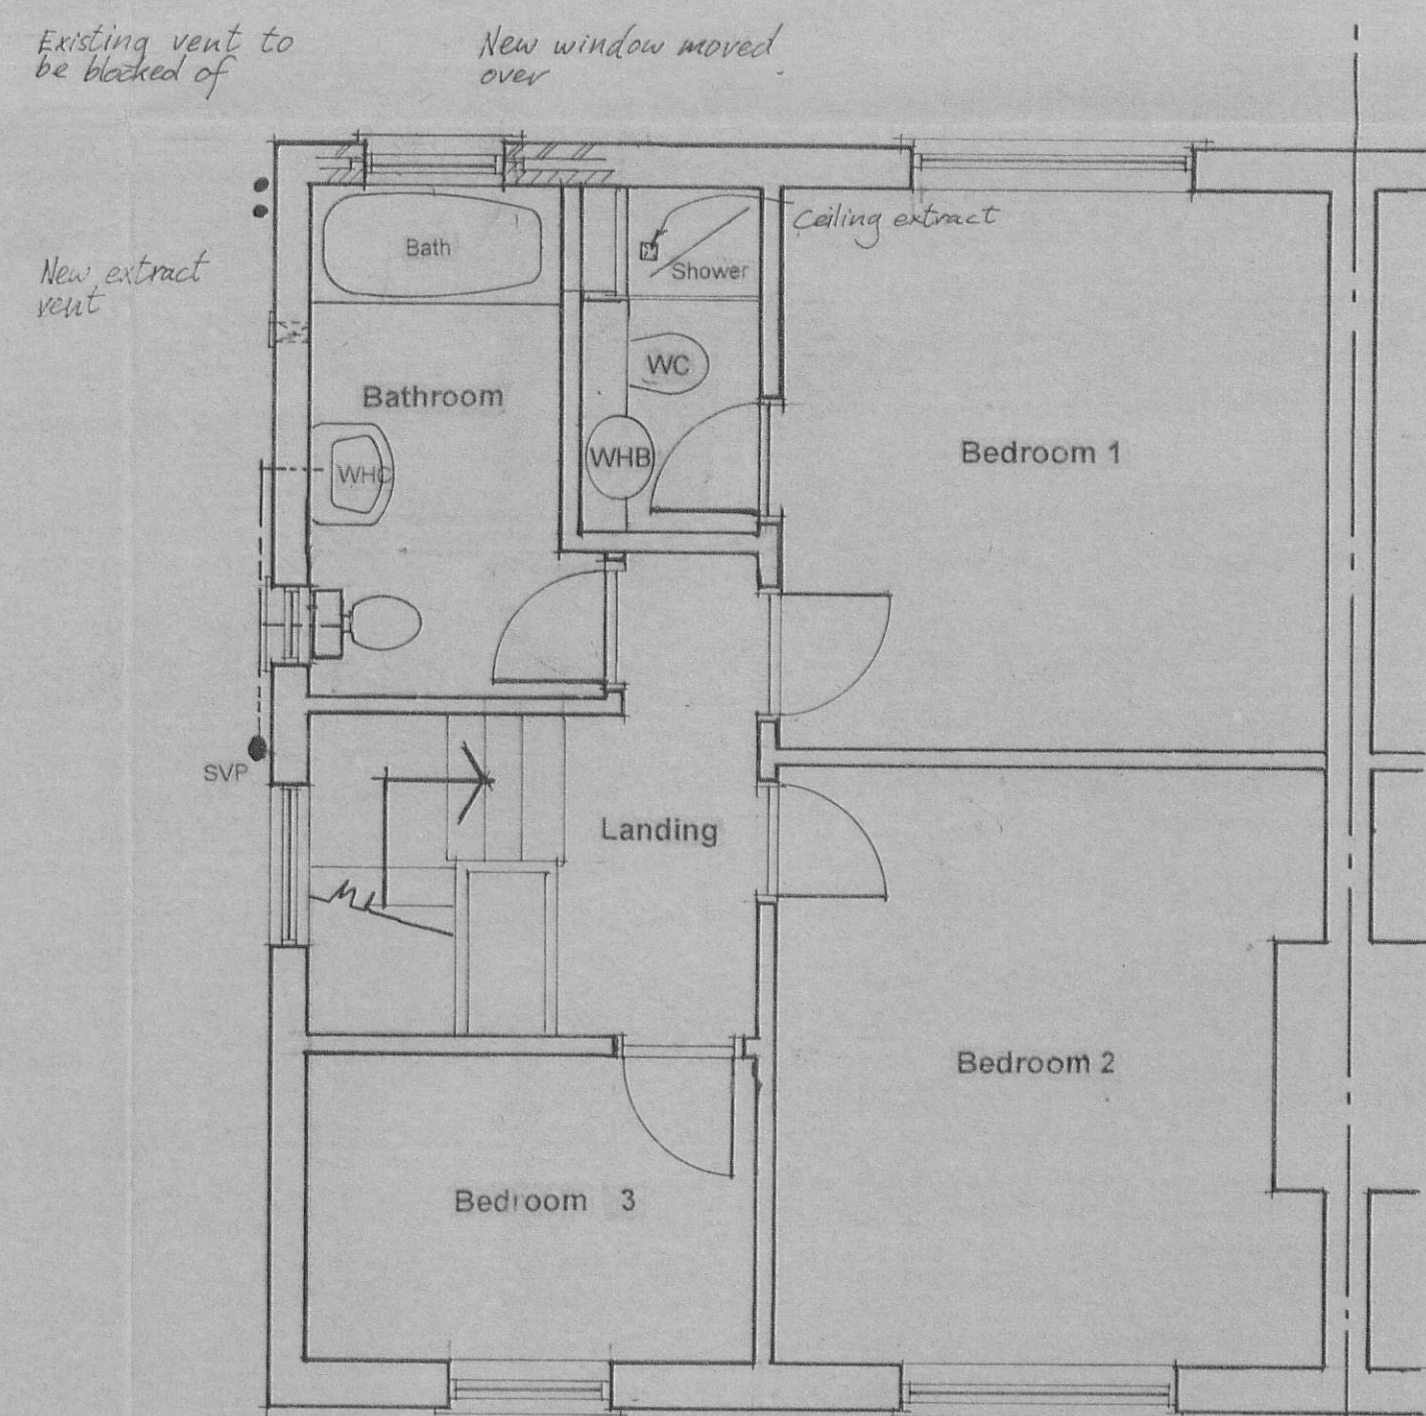 Existing vent to
be blocked of
New window moved
over
Ceiling extract
Bath
Shower
New extract
vent
WC
Bathroom
WHB
WHC
Bedroom 1
SVP
Landing
Bedroom 2
Bedroom 3